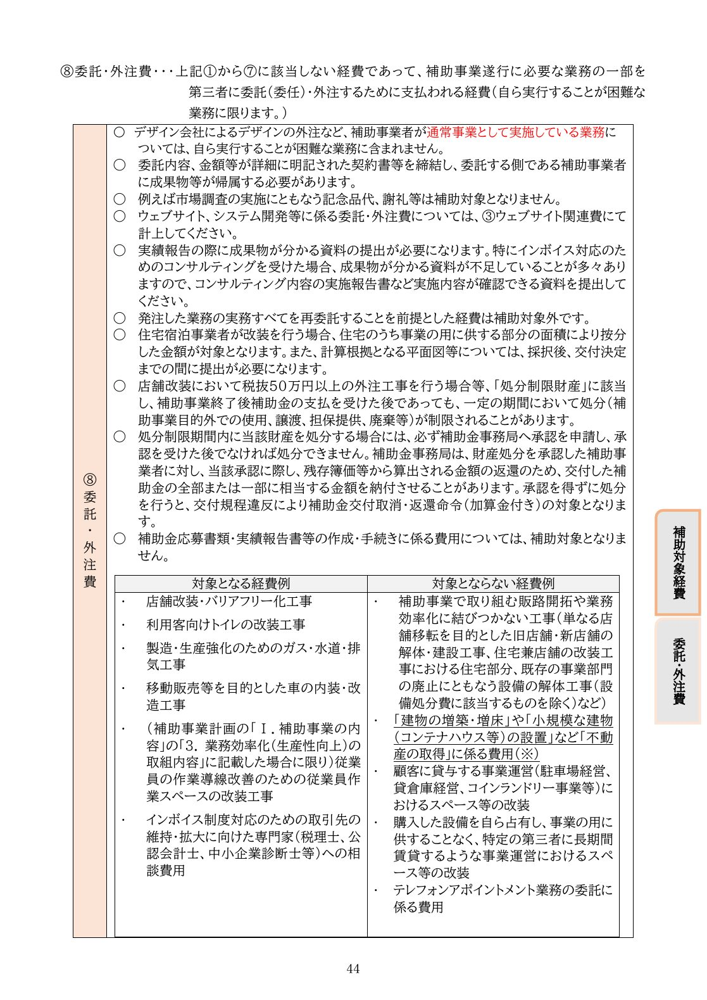 ⑧委託・外注費・・・上記①から⑦に該当しない経費であって、補助事業遂行に必要な業務の一部を
第三者に委託（委任）・外注するために支払われる経費（自ら実行することが困難な
業務に限ります。）
⑧委託・外注費
○ デザイン会社によるデザインの外注など、補助事業者が通常事業として実施している業務に
ついては、自ら実行することが困難な業務に含まれません。
○ 委託内容、金額等が詳細に明記された契約書等を締結し、委託する側である補助事業者
に成果物等が帰属する必要があります。
○ 例えば市場調査の実施にともなう記念品代、謝礼等は補助対象となりません。
○ ウェブサイト、システム開発等に係る委託・外注費については、③ウェブサイト関連費にて
計上してください。
○ 実績報告の際に成果物が分かる資料の提出が必要になります。特にインボイス対応のた
めのコンサルティングを受けた場合、成果物が分かる資料が不足していることが多々あり
ますので、コンサルティング内容の実施報告書など実施内容が確認できる資料を提出して
ください。
○ 発注した業務の実務すべてを再委託することを前提とした経費は補助対象外です。
○ 住宅宿泊事業者が改装を行う場合、住宅のうち事業の用に供する部分の面積により按分
した金額が対象となります。また、計算根拠となる平面図等については、採択後、交付決定
までの間に提出が必要になります。
○ 店舗改装において税抜50万円以上の外注工事を行う場合等、「処分制限財産」に該当
し、補助事業終了後補助金の支払を受けた後であっても、一定の期間において処分（補
助事業目的外での使用、譲渡、担保提供、廃棄等）が制限されることがあります。
○ 処分制限期間内に当該財産を処分する場合には、必ず補助金事務局へ承認を申請し、承
認を受けた後でなければ処分できません。補助金事務局は、財産処分を承認した補助事
業者に対し、当該承認に際し、残存簿価等から算出される金額の返還のため、交付した補
助金の全部または一部に相当する金額を納付させることがあります。承認を得ずに処分
を行うと、交付規程違反により補助金交付取消・返還命令（加算金付き）の対象となりま
す。
○ 補助金応募書類・実績報告書等の作成・手続きに係る費用については、補助対象となりま
せん。
対象となる経費例
・ 店舗改装・バリアフリー化工事
・ 利用客向けトイレの改装工事
・ 製造・生産強化のためのガス・水道・排
気工事
・ 移動販売等を目的とした車の内装・改
造工事
・ （補助事業計画の「Ⅰ．補助事業の内
容」の「3．業務効率化（生産性向上）の
取組内容」に記載した場合に限り）従業
員の作業導線改善のための従業員作
業スペースの改装工事
・ インボイス制度対応のための取引先の
維持・拡大に向けた専門家（税理士、公
認会計士、中小企業診断士等）への相
談費用
対象とならない経費例
・ 補助事業で取り組む販路開拓や業務
効率化に結びつかない工事（単なる店
舗移転を目的とした旧店舗・新店舗の
解体・建設工事、住宅兼店舗の改装工
事における住宅部分、既存の事業部門
の廃止にともなう設備の解体工事（設
備処分費に該当するものを除く）など）
・ 「建物の増築・増床」や「小規模な建物
（コンテナハウス等）の設置」など「不動
産の取得」に係る費用（※）
・ 顧客に貸与する事業運営（駐車場経営、
貸倉庫経営、コインランドリー事業等）に
おけるスペース等の改装
・ 購入した設備を自ら占有し、事業の用に
供することなく、特定の第三者に長期間
賃貸するような事業運営におけるスペ
ース等の改装
・ テレフォンアポイントメント業務の委託に
係る費用
補助対象経費
委託・外注費
44